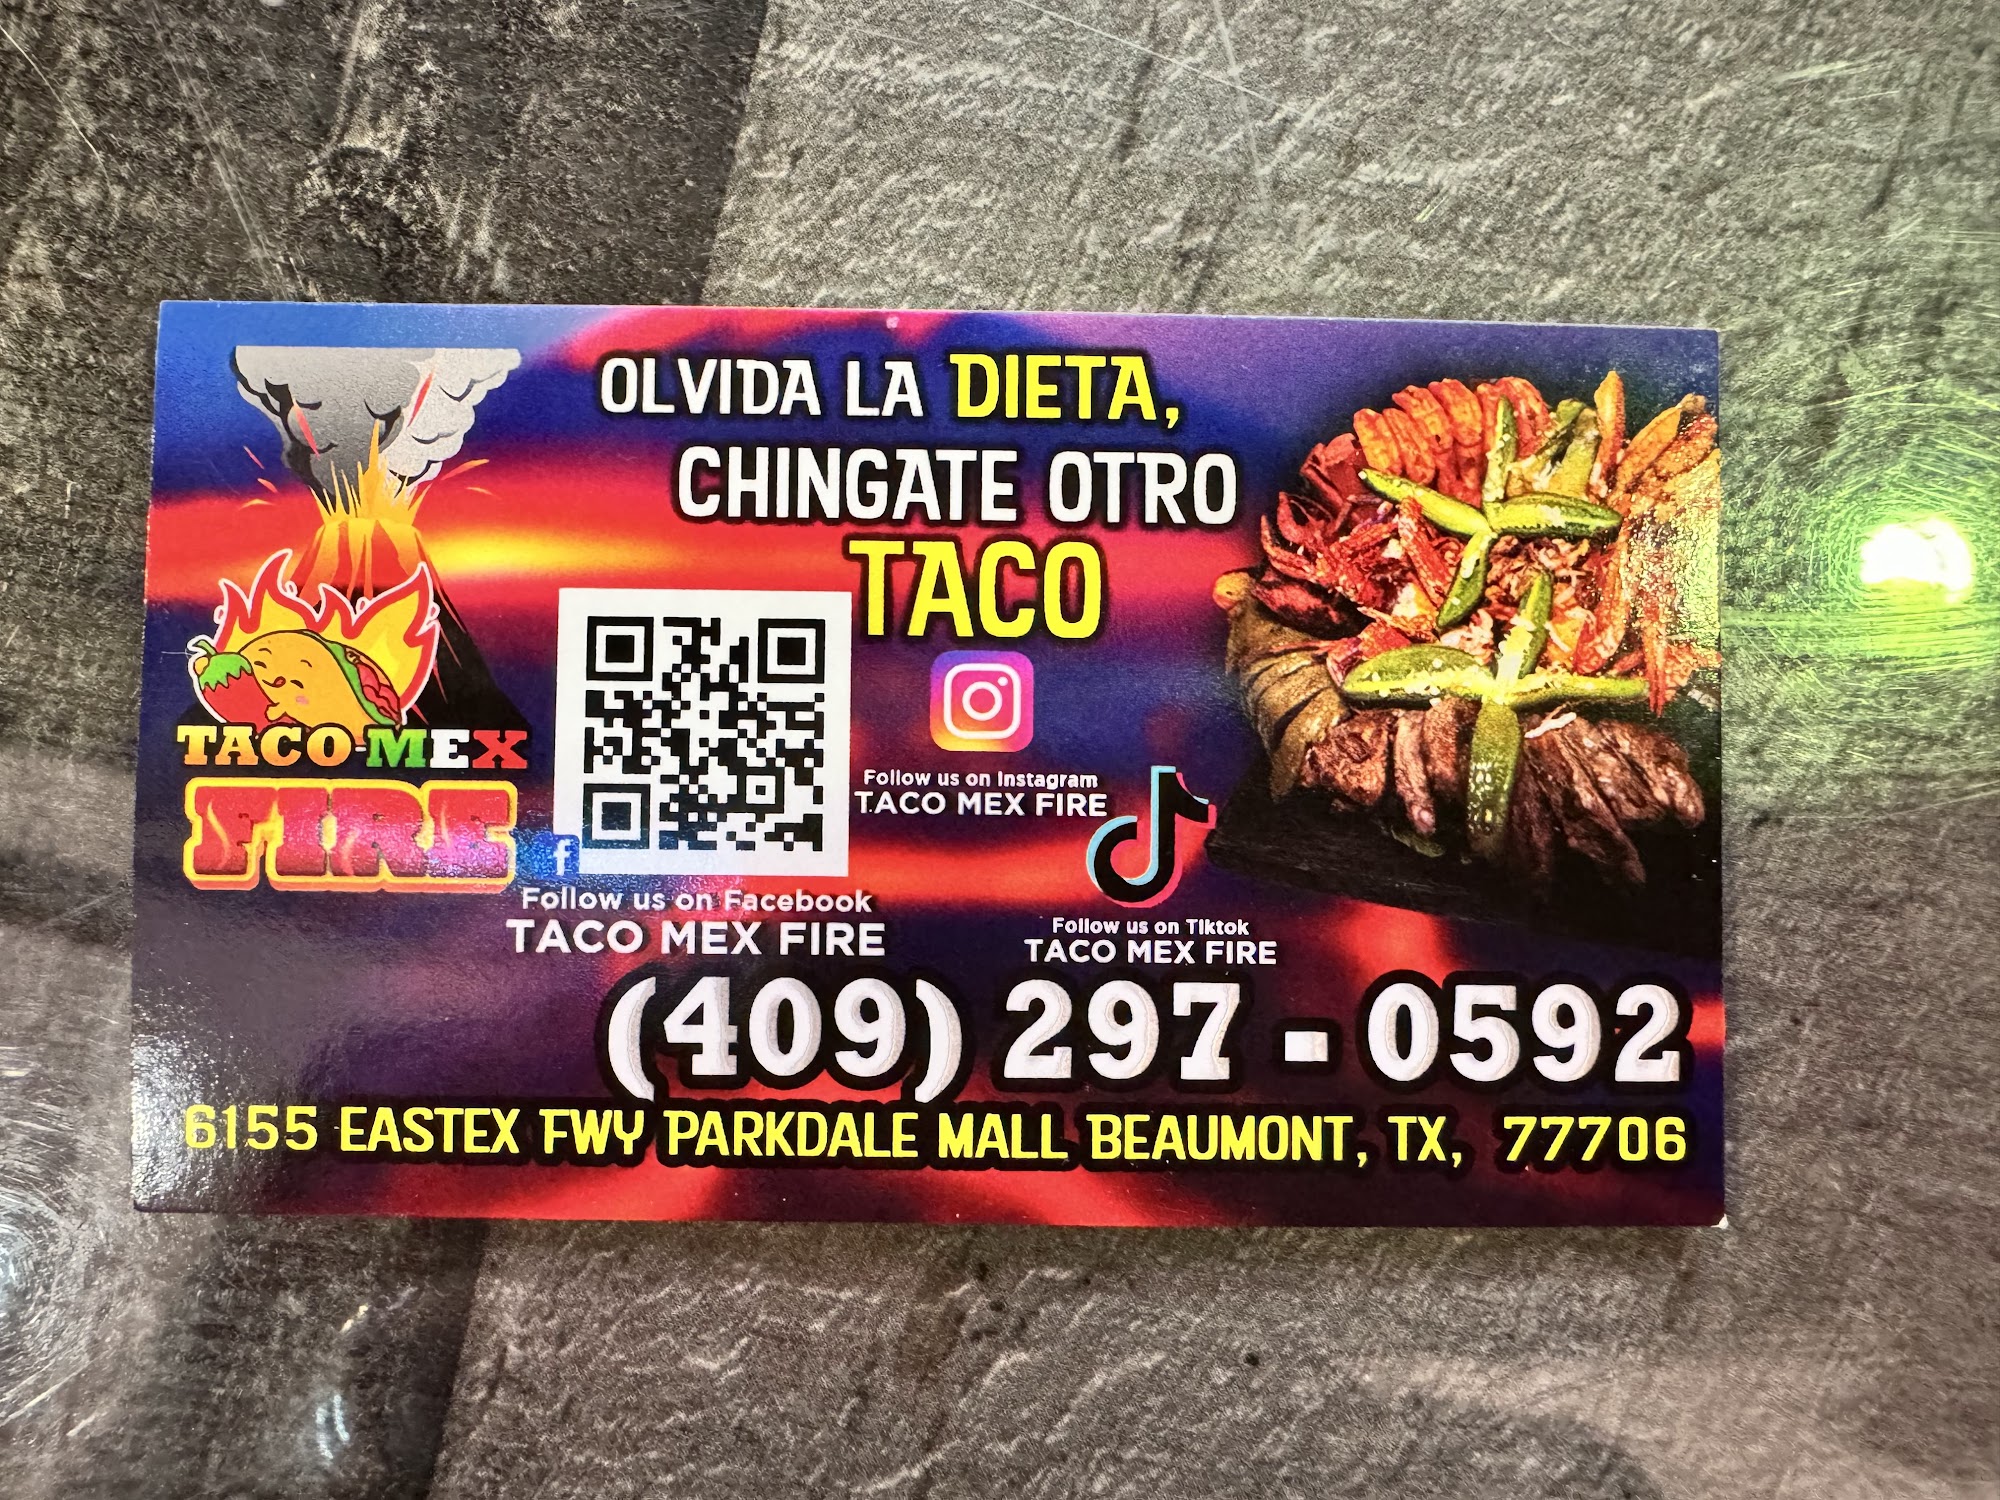 OLVIDA LA DIETA,
CHINGATE OTRO
TACO
TACO-MEX
FIRE
f
Follow us on Facebook
TACO MEX FIRE
Follow us on Instagram
TACO MEX FIRE
Follow us on Tiktok
TACO MEX FIRE
(409) 297-0592
6155 EASTEX FWY PARKDALE MALL BEAUMONT, TX, 77706